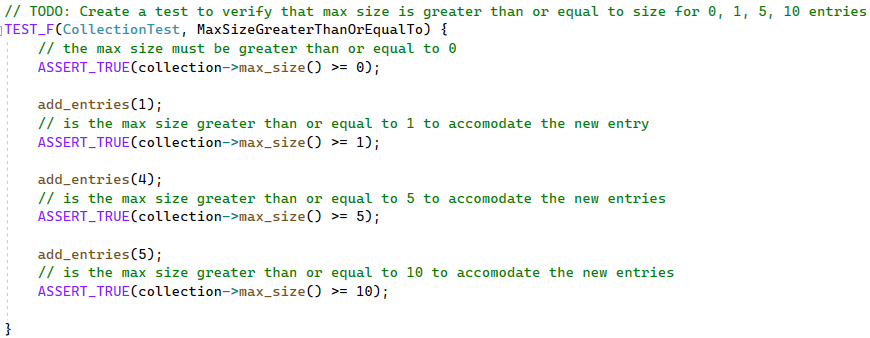 // TODO: Create a test to verify that max size is greater than or equal to size for 0, 1, 5, 10 entries
TEST_F(CollectionTest, MaxSizeGreaterThanOrEqualTo) {
    // the max size must be greater than or equal to 0
    ASSERT_TRUE(collection->max_size() >= 0);

    add_entries(1);
    // is the max size greater than or equal to 1 to accomodate the new entry
    ASSERT_TRUE(collection->max_size() >= 1);

    add_entries(4);
    // is the max size greater than or equal to 5 to accomodate the new entries
    ASSERT_TRUE(collection->max_size() >= 5);

    add_entries(5);
    // is the max size greater than or equal to 10 to accomodate the new entries
    ASSERT_TRUE(collection->max_size() >= 10);

}